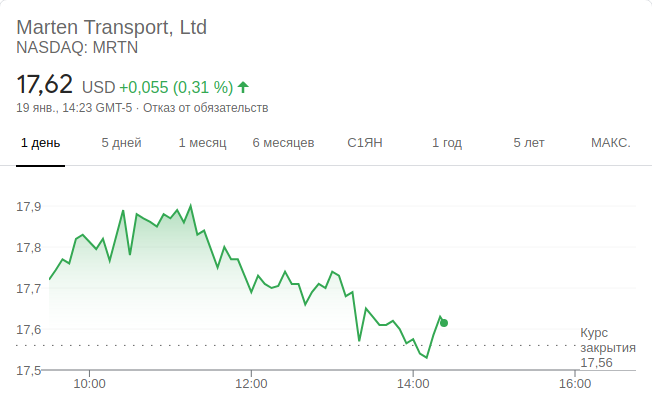 Marten Transport, Ltd
NASDAQ: MRTN
17,62 USD +0,055 (0,31 %)
19 янв., 14:23 GMT-5 · Отказ от обязательств
1 день 5 дней 1 месяц 6 месяцев С1ЯН 1 год 5 лет МАКС.
17,9
17,8
17,7
17,6
17,5
Курс
закрытия
17,56
10:00 12:00 14:00 16:00